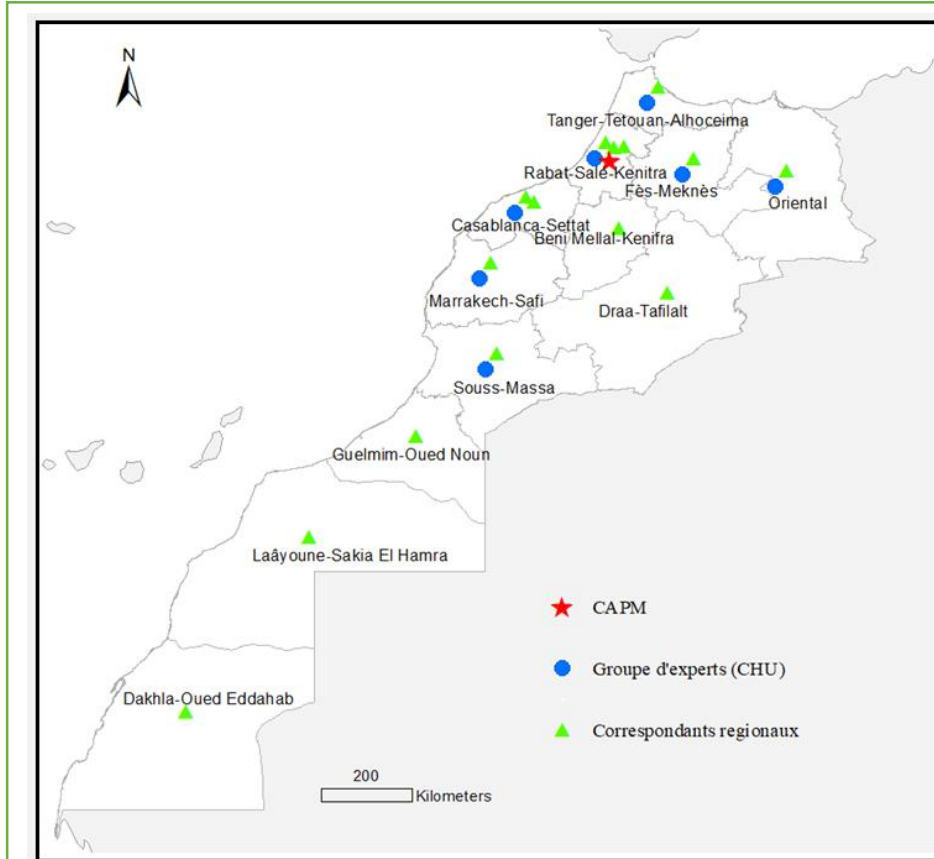 N
Tanger-Tetouan-Alhoceima
Rabat-Sale-Kenitra
Fès-Meknès
Oriental
Casablanca-Settat
Beni Mellal-Kenifra
Marrakech-Safi
Draa-Tafilalt
Souss-Massa
Guelmim-Oued Noun
Laâyoune-Sakia El Hamra
CAPM
Groupe d'experts (CHU)
Dakhla-Oued Eddahab
Correspondants regionaux
200
Kilometers